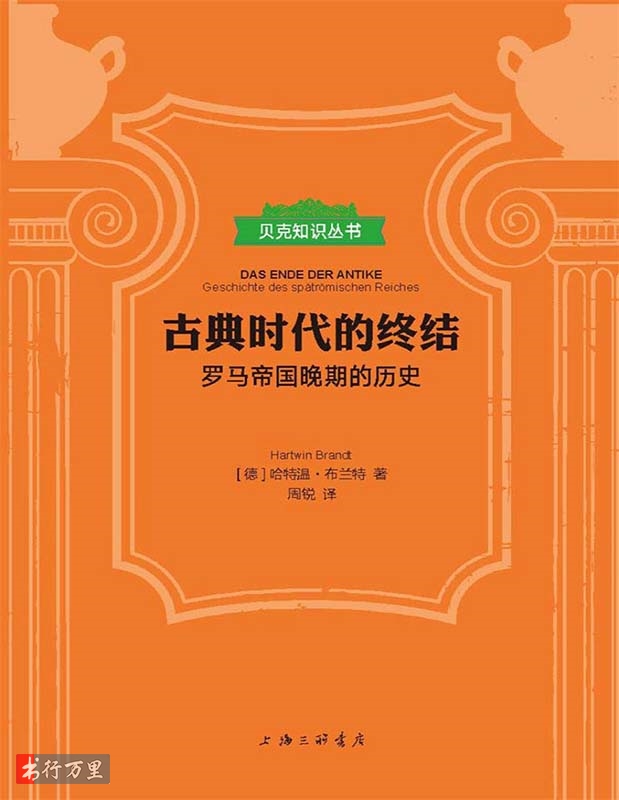 贝克知识丛书
DAS ENDE DER ANTIKE
Geschichte des spätrömischen Reiches
古典时代的终结
罗马帝国晚期的历史
Hartwin Brandt
[德]哈特温·布兰特 著
周锐 译
上海三联书店
书行万里